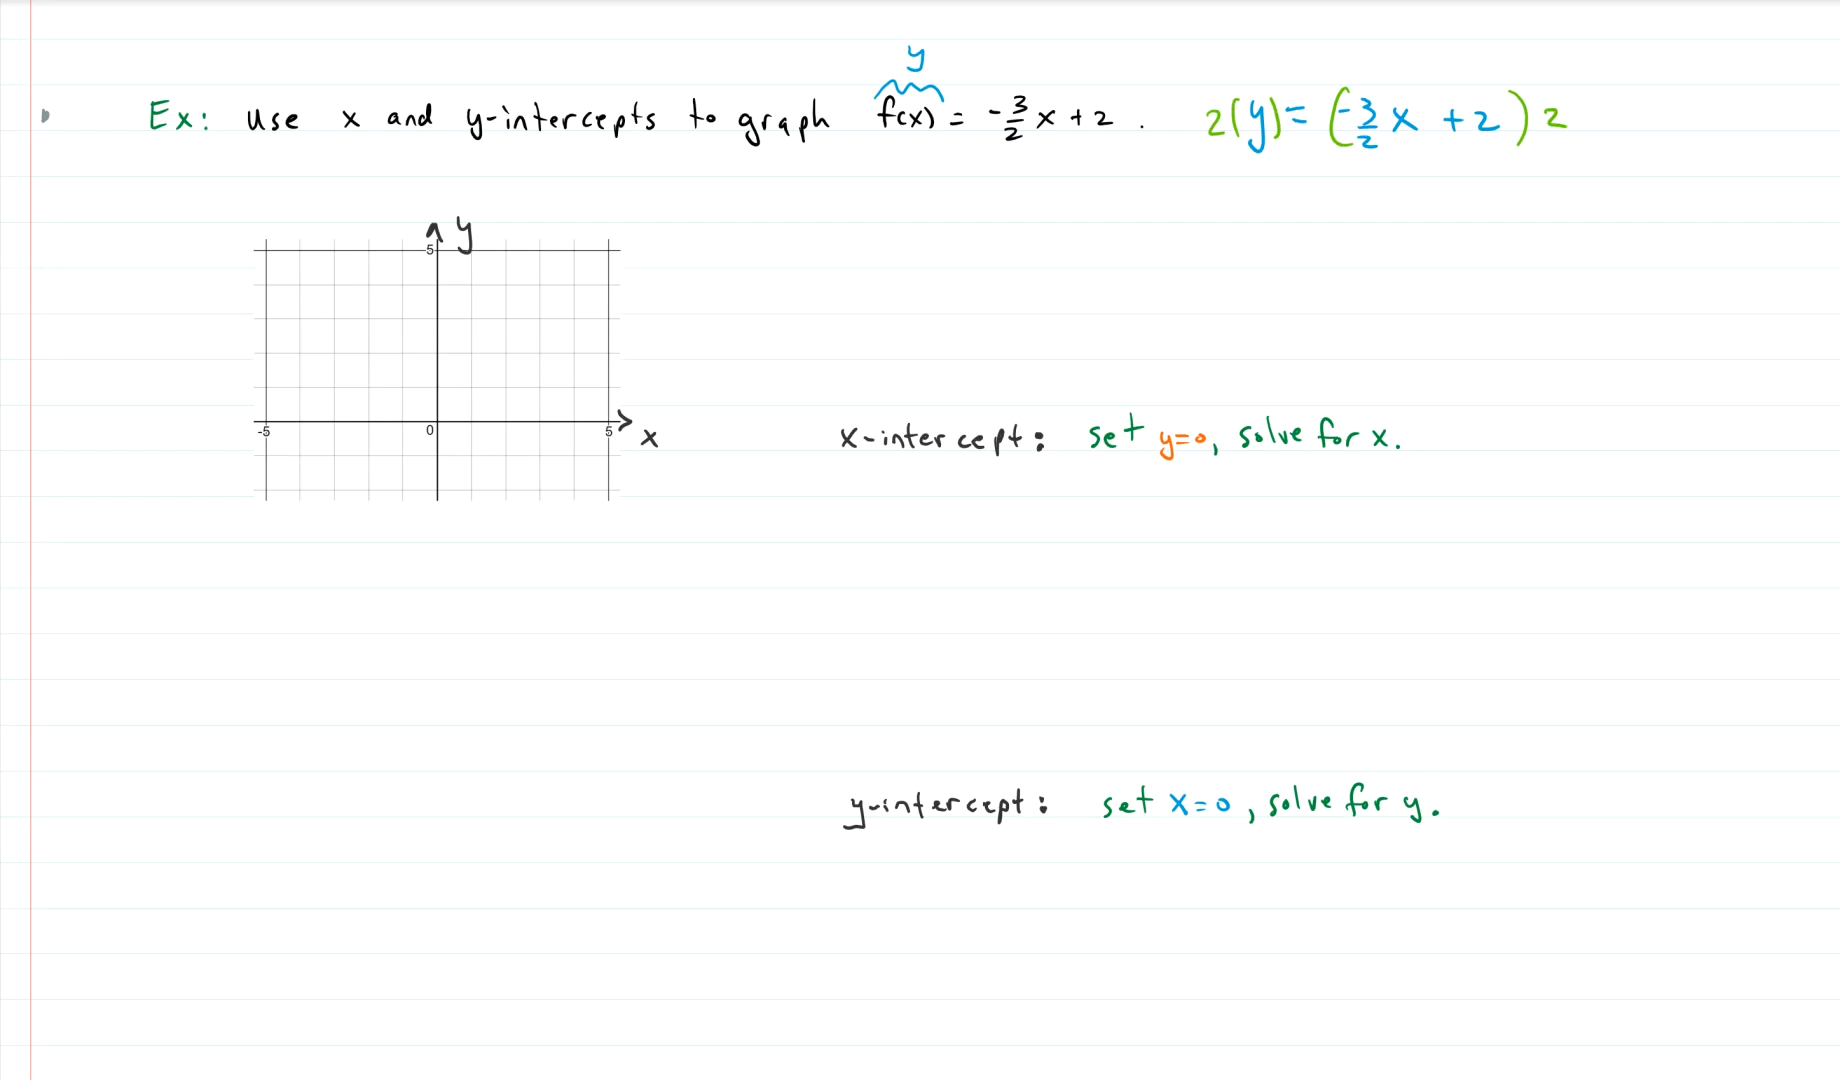 y
Ex: Use x and y-intercepts to graph f(x) = -3/2 x + 2 . 2(y) = (-3/2 x + 2) 2
y
5
-5 0 5 x
x-intercept: set y=0, solve for x.
y-intercept: set x=0, solve for y.